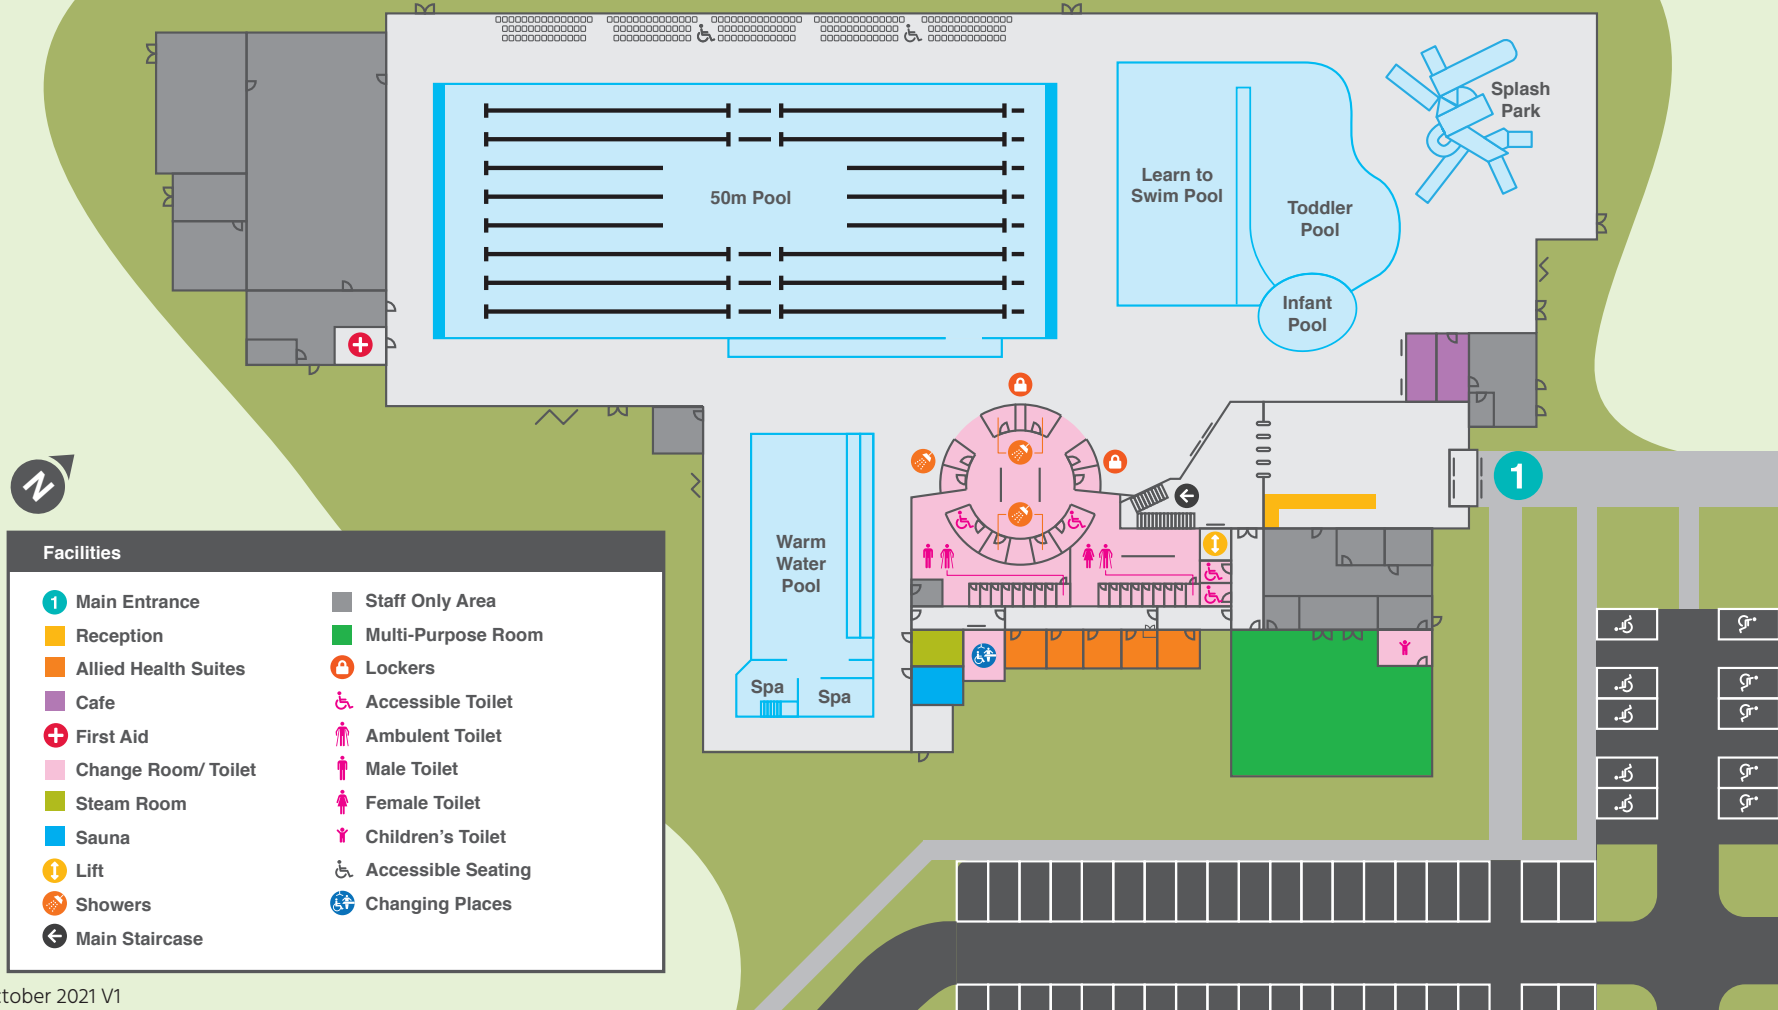 Splash
Park
50m Pool
Learn to
Swim Pool
Toddler
Pool
Infant
Pool
N
1
Warm
Water
Pool
Spa
Spa
Facilities
1 Main Entrance
Reception
Allied Health Suites
Cafe
First Aid
Change Room/ Toilet
Steam Room
Sauna
Lift
Showers
Main Staircase
Staff Only Area
Multi-Purpose Room
Lockers
Accessible Toilet
Ambulent Toilet
Male Toilet
Female Toilet
Children's Toilet
Accessible Seating
Changing Places
tober 2021 V1